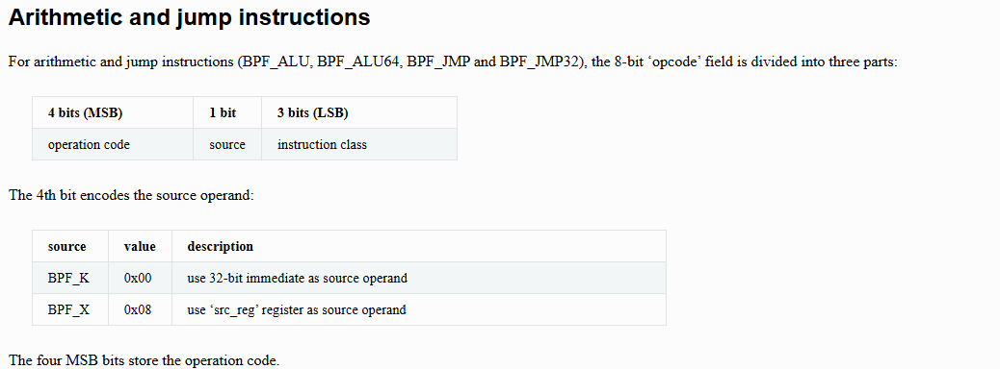 Arithmetic and jump instructions
For arithmetic and jump instructions (BPF_ALU, BPF_ALU64, BPF_JMP and BPF_JMP32), the 8-bit ‘opcode’ field is divided into three parts:
4 bits (MSB) 1 bit 3 bits (LSB)
operation code source instruction class
The 4th bit encodes the source operand:
source value description
BPF_K 0x00 use 32-bit immediate as source operand
BPF_X 0x08 use ‘src_reg’ register as source operand
The four MSB bits store the operation code.